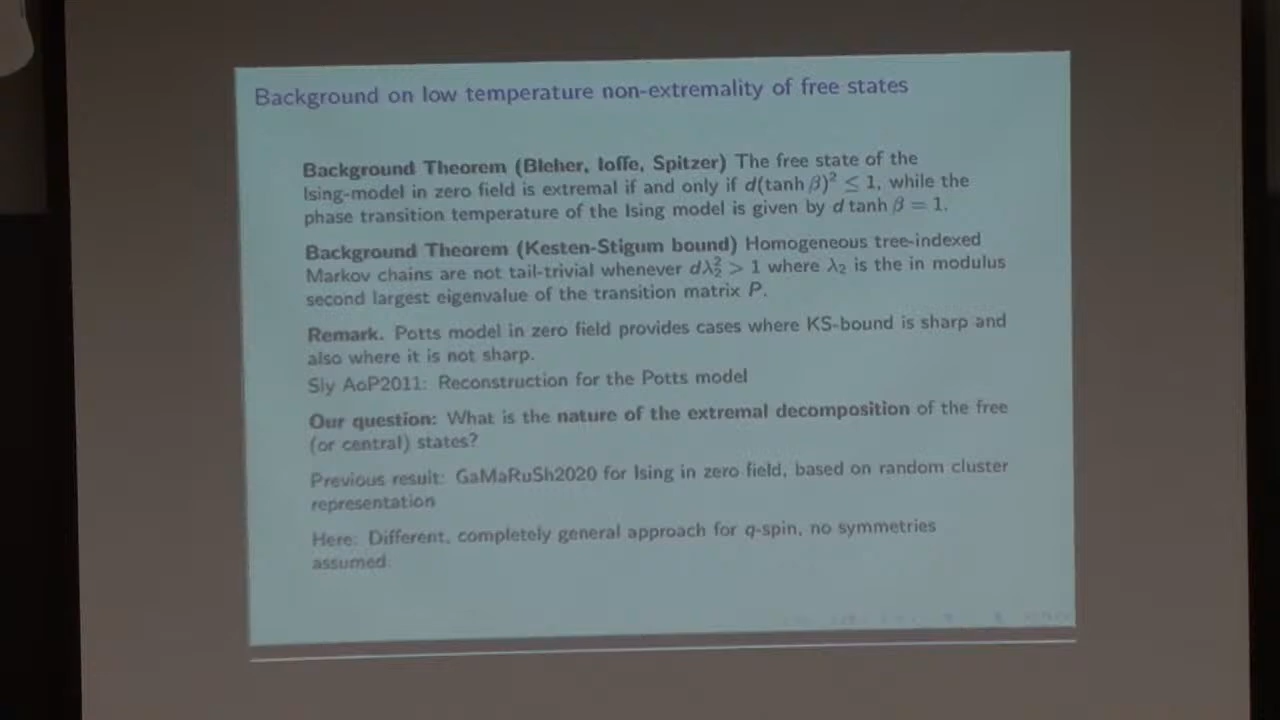 Background on low temperature non-extremality of free states
Background Theorem (Bleher, Ioffe, Spitzer) The free state of the
Ising-model in zero field is extremal if and only if d(tanh β)² ≤ 1, while the
phase transition temperature of the Ising model is given by d tanh β = 1.
Background Theorem (Kesten-Stigum bound) Homogeneous tree-indexed
Markov chains are not tail-trivial whenever dλ₂² > 1 where λ₂ is the in modulus
second largest eigenvalue of the transition matrix P.
Remark. Potts model in zero field provides cases where KS-bound is sharp and
also where it is not sharp.
Sly AoP2011: Reconstruction for the Potts model
Our question: What is the nature of the extremal decomposition of the free
(or central) states?
Previous result: GaMaRuSh2020 for Ising in zero field, based on random cluster
representation
Here: Different, completely general approach for q-spin, no symmetries
assumed.